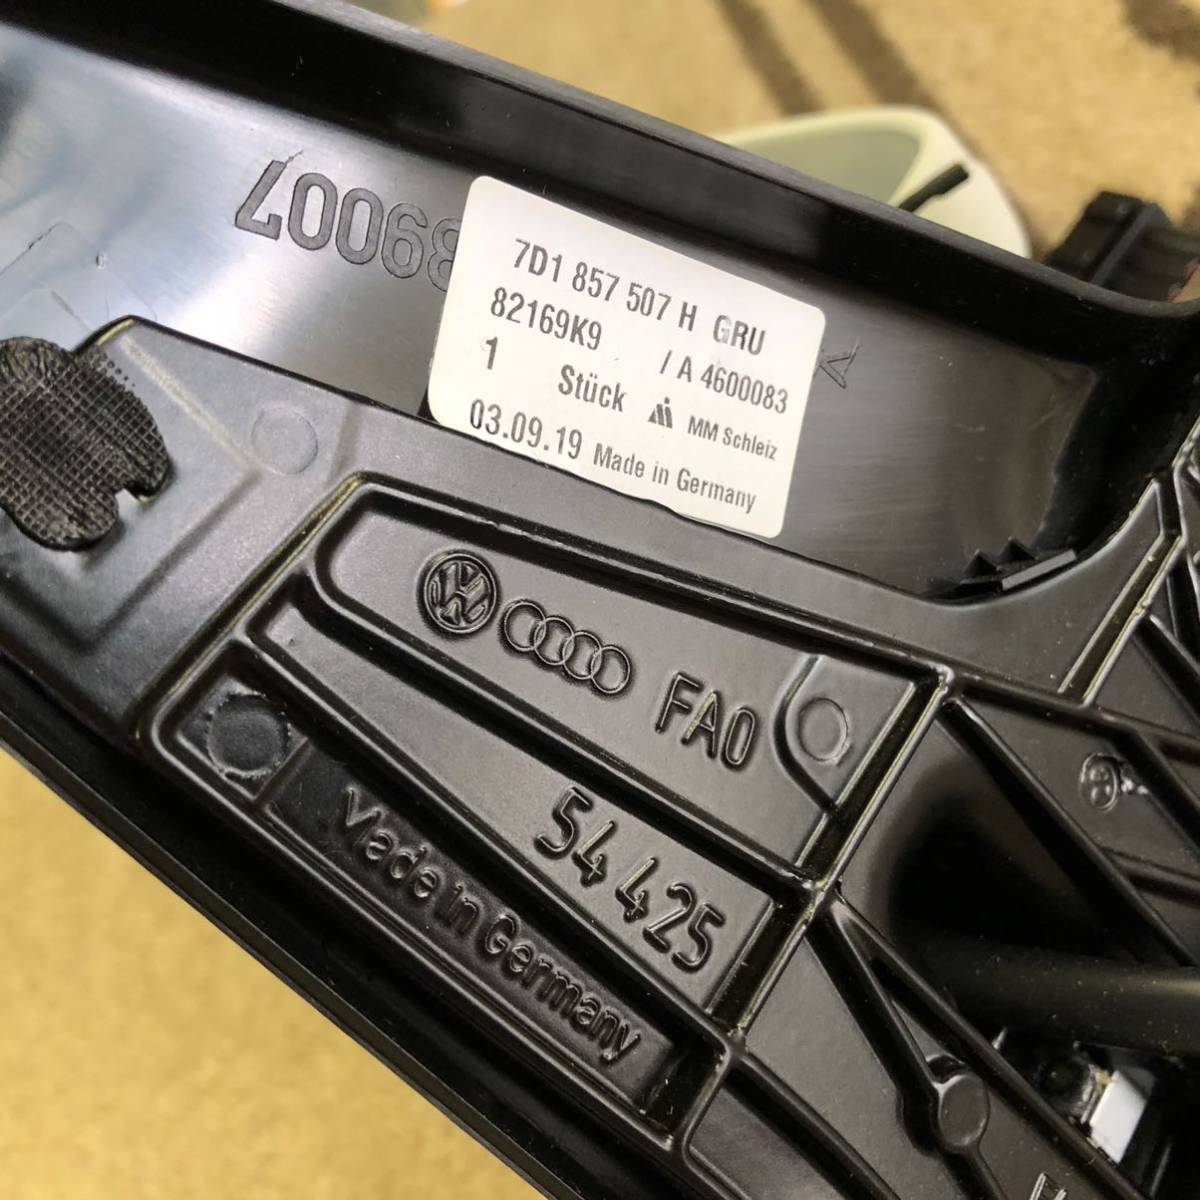 7D1 857 507 H GRU
82169K9 / A 4600083
1 Stück MM Schleiz
03.09.19 Made in Germany
FA0
54 425
Made in Germany